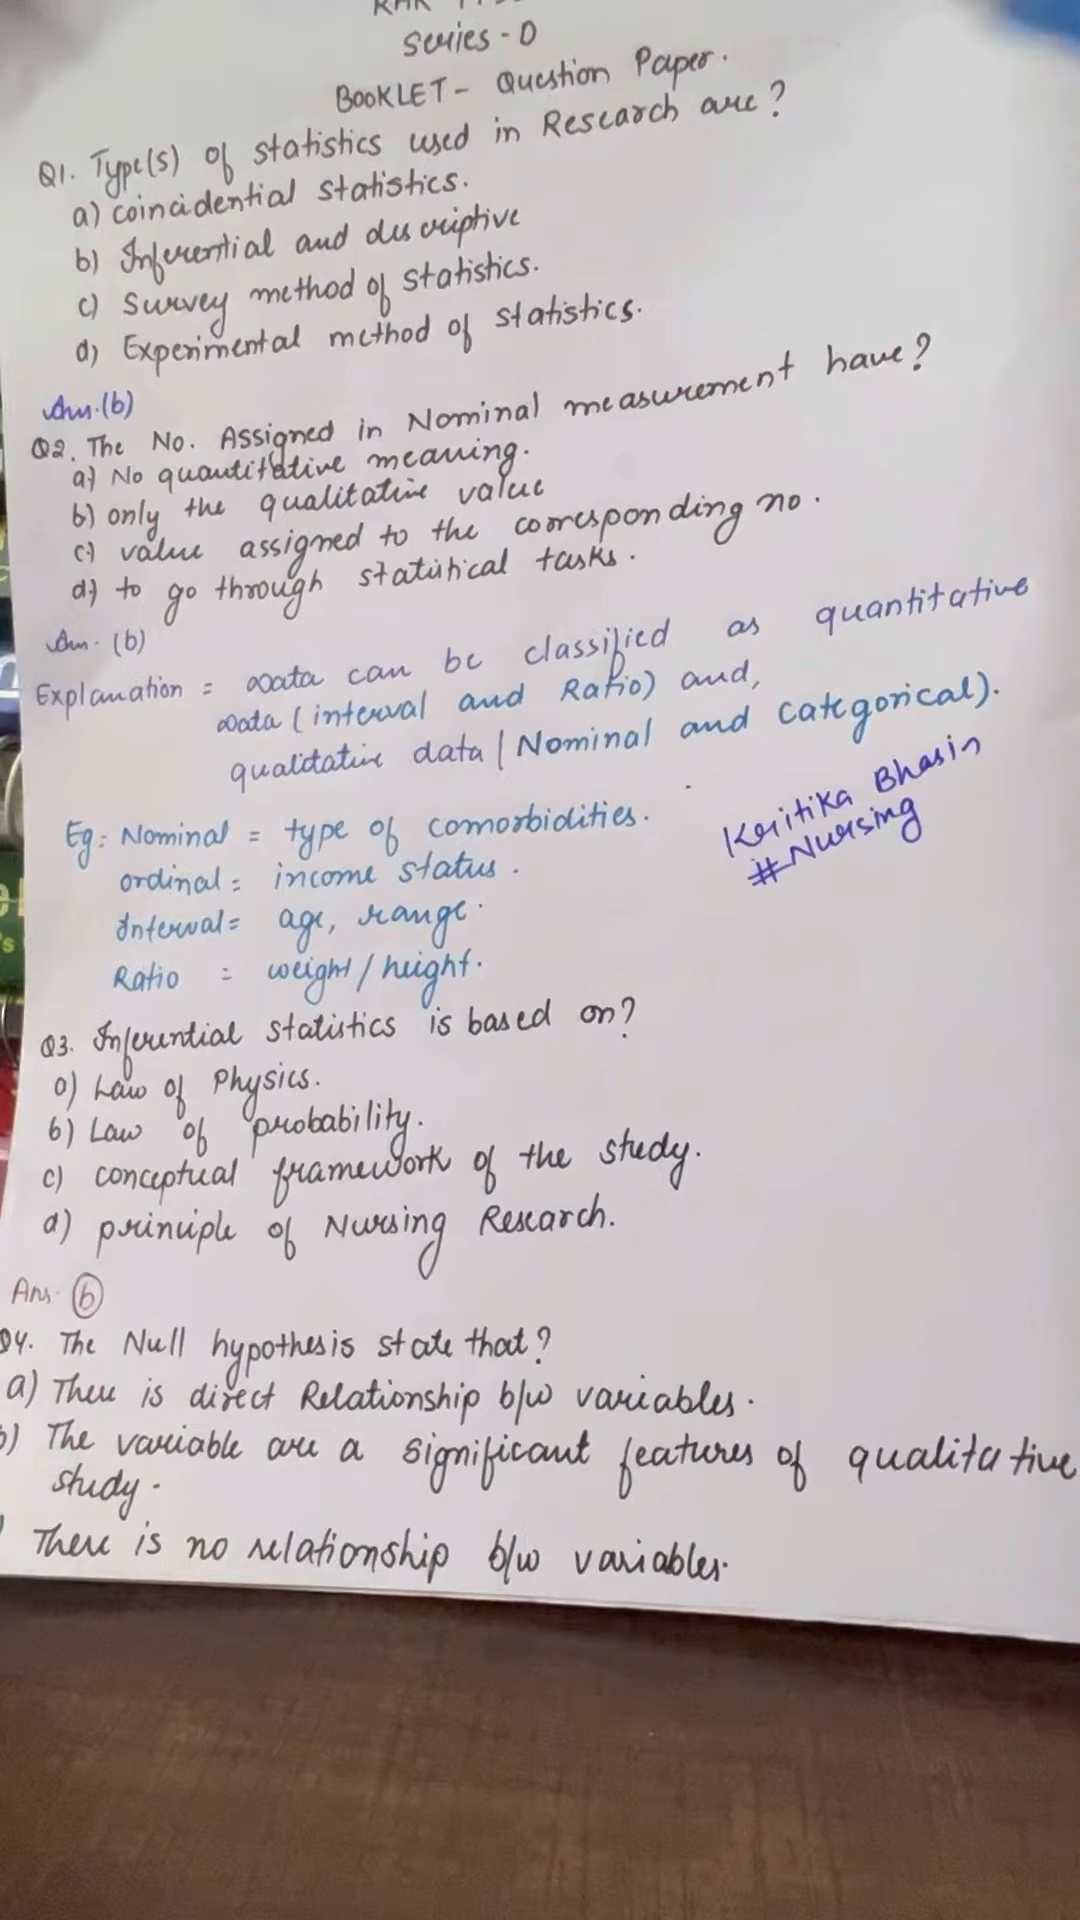 Series - D
BOOKLET - Question Paper.
Q1. Type(s) of statistics used in Research are?
a) coincidential statistics.
b) Inferential and descriptive
c) Survey method of statistics.
d) Experimental method of statistics.
Ans. (b)
Q2. The No. Assigned in Nominal measurement have?
a) No quantitative meaning.
b) only the qualitative value
c) value assigned to the corresponding no.
d) to go through statistical tasks.
Ans. (b)
Explanation = Data can be classified as quantitative
Data (interval and Ratio) and,
qualitative data (Nominal and categorical).
Kritika Bhasin
#Nursing
Eg: Nominal = type of comorbidities.
ordinal = income status.
Interval = age, range.
Ratio = weight/height.
Q3. Inferential statistics is based on?
a) Law of Physics.
b) Law of probability.
c) conceptual framework of the study.
d) principle of Nursing Research.
Ans. (b)
Q4. The Null hypothesis state that?
a) There is direct Relationship b/w variables.
b) The variable are a significant features of qualitative
study.
There is no relationship b/w variables.